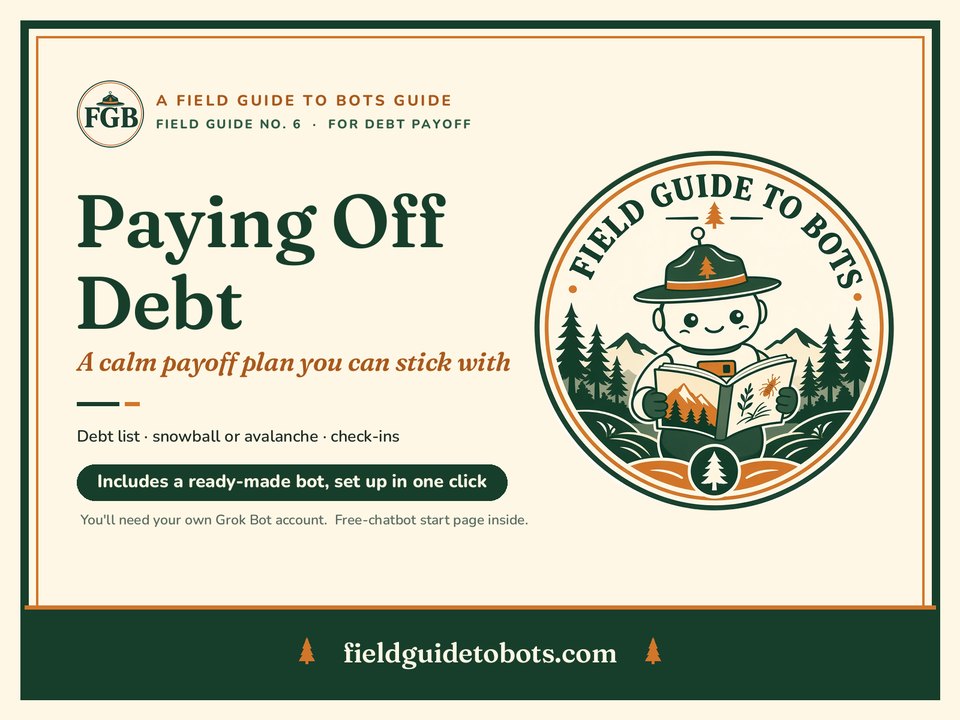 FGB
A FIELD GUIDE TO BOTS GUIDE
FIELD GUIDE NO. 6 · FOR DEBT PAYOFF
Paying Off
Debt
A calm payoff plan you can stick with
Debt list · snowball or avalanche · check-ins
Includes a ready-made bot, set up in one click
You'll need your own Grok Bot account. Free-chatbot start page inside.
FIELD GUIDE TO BOTS
fieldguidetobots.com